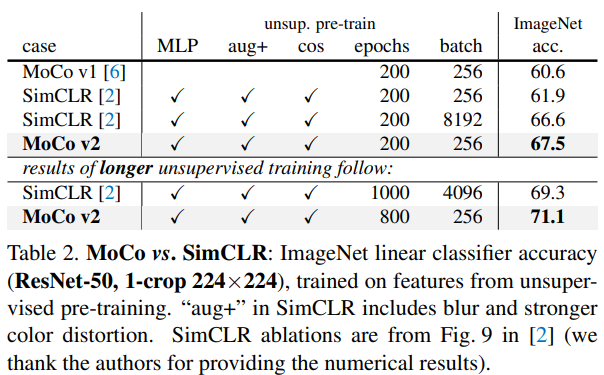 unsup. pre-train ImageNet
case MLP aug+ cos epochs batch acc.
MoCo v1 [6] 200 256 60.6
SimCLR [2] ✓ ✓ ✓ 200 256 61.9
SimCLR [2] ✓ ✓ ✓ 200 8192 66.6
MoCo v2 ✓ ✓ ✓ 200 256 67.5
results of longer unsupervised training follow:
SimCLR [2] ✓ ✓ ✓ 1000 4096 69.3
MoCo v2 ✓ ✓ ✓ 800 256 71.1
Table 2. MoCo vs. SimCLR: ImageNet linear classifier accuracy
(ResNet-50, 1-crop 224×224), trained on features from unsuper-
vised pre-training. “aug+” in SimCLR includes blur and stronger
color distortion. SimCLR ablations are from Fig. 9 in [2] (we
thank the authors for providing the numerical results).